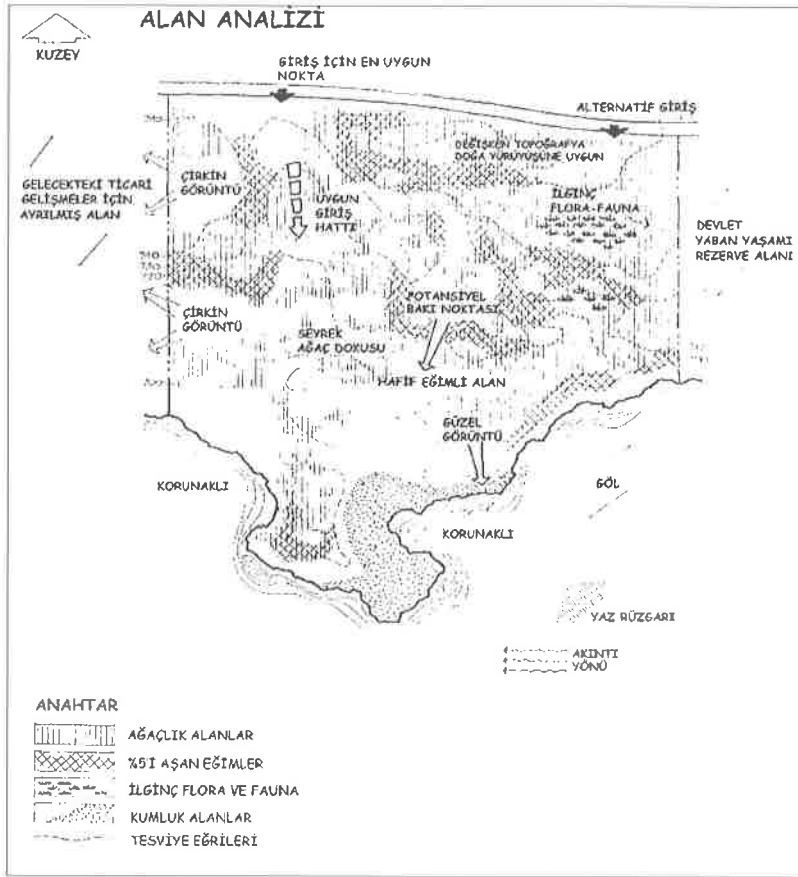 ALAN ANALİZİ
KUZEY
GİRİŞ İÇİN EN UYGUN
NOKTA
ALTERNATİF GİRİŞ
DEĞİŞKEN TOPOĞRAFYA
DOĞA YÜRÜYÜŞÜNE UYGUN
ÇİRKİN
GÖRÜNTÜ
GELECEKTEKİ TİCARİ
GELİŞMELER İÇİN
AYRILMIŞ ALAN
UYGUN
GİRİŞ
HATTI
İLGİNÇ
FLORA-FAUNA
DEVLET
YABAN YAŞAMI
REZERVE ALANI
ÇİRKİN
GÖRÜNTÜ
POTANSİYEL
BAKI NOKTASI
SEYREK
AĞAÇ DOKUSU
HAFİF EĞİMLİ ALAN
GÜZEL
GÖRÜNTÜ
KORUNAKLI
GÖL
KORUNAKLI
YAZ RÜZGARI
AKINTI
YÖNÜ
ANAHTAR
AĞAÇLIK ALANLAR
%5İ AŞAN EĞİMLER
İLGİNÇ FLORA VE FAUNA
KUMLUK ALANLAR
TESVİYE EĞRİLERİ